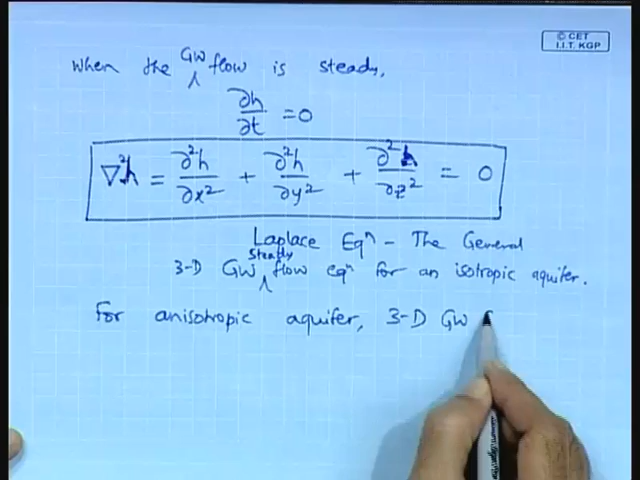 © CET
I.I.T. KGP
When the GW flow is steady,
∂h/∂t = 0
∇²h = ∂²h/∂x² + ∂²h/∂y² + ∂²h/∂z² = 0
Laplace Eqⁿ - The General
3-D GW steady flow eqⁿ for an isotropic aquifer.
For anisotropic aquifer, 3-D GW